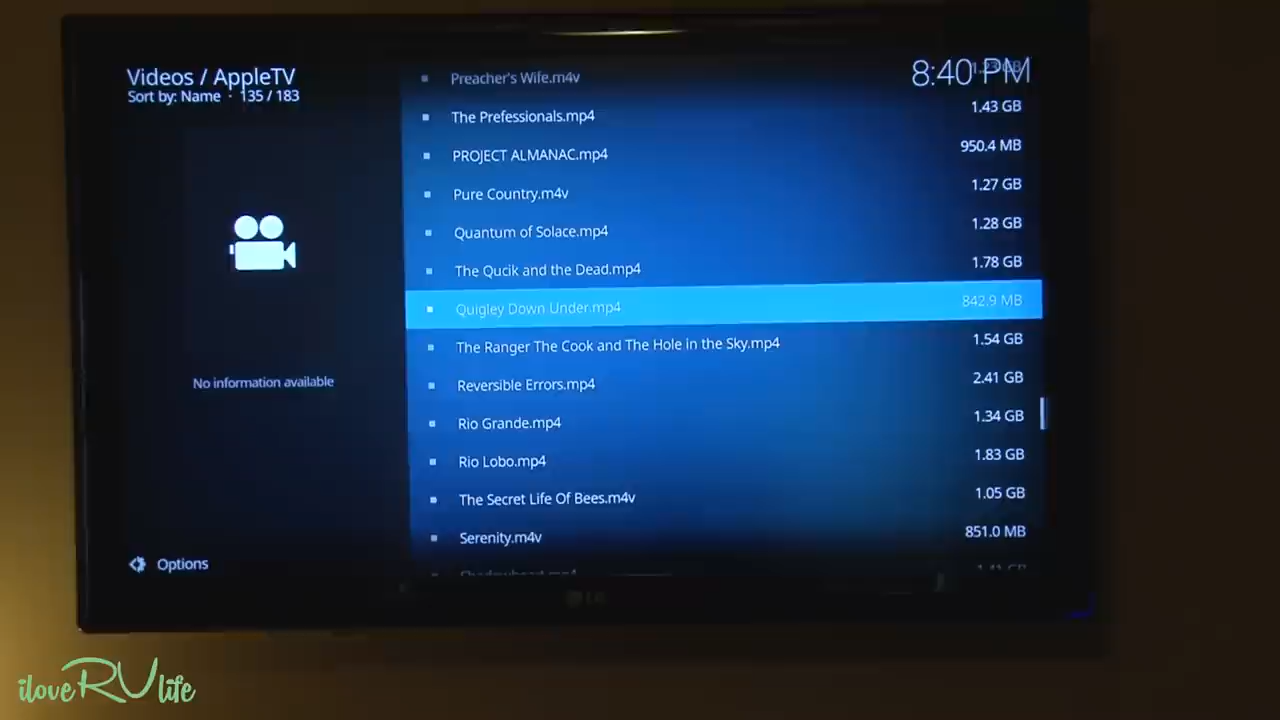 Videos / AppleTV
Sort by: Name · 135 / 183
8:40 PM
Preacher's Wife.m4v
The Prefessionals.mp4 1.43 GB
PROJECT ALMANAC.mp4 950.4 MB
Pure Country.m4v 1.27 GB
Quantum of Solace.mp4 1.28 GB
The Qucik and the Dead.mp4 1.78 GB
Quigley Down Under.mp4 842.9 MB
The Ranger The Cook and The Hole in the Sky.mp4 1.54 GB
Reversible Errors.mp4 2.41 GB
Rio Grande.mp4 1.34 GB
Rio Lobo.mp4 1.83 GB
The Secret Life Of Bees.m4v 1.05 GB
Serenity.m4v 851.0 MB
No information available
Options
LG
iloveRVlife